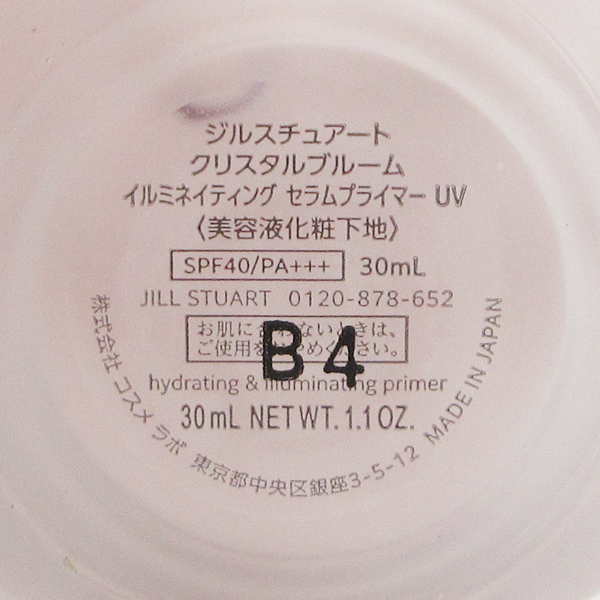 ジルスチュアート
クリスタルブルーム
イルミネイティング セラムプライマー UV
〈美容液化粧下地〉
SPF40/PA+++ 30mL
JILL STUART 0120-878-652
お肌に合わないときは、
ご使用をおやめください。
B4
hydrating & illuminating primer
30mL NET WT. 1.1 OZ.
株式会社 コスメ ラボ 東京都中央区銀座3-5-12 MADE IN JAPAN